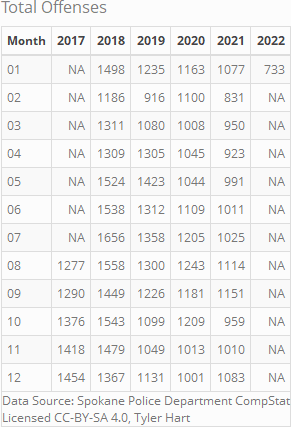 Total Offenses
Month 2017 2018 2019 2020 2021 2022
01 NA 1498 1235 1163 1077 733
02 NA 1186 916 1100 831 NA
03 NA 1311 1080 1008 950 NA
04 NA 1309 1305 1045 923 NA
05 NA 1524 1423 1044 991 NA
06 NA 1538 1312 1109 1011 NA
07 NA 1656 1358 1205 1025 NA
08 1277 1558 1300 1243 1114 NA
09 1290 1449 1226 1181 1151 NA
10 1376 1543 1099 1209 959 NA
11 1418 1479 1049 1013 1010 NA
12 1454 1367 1131 1001 1083 NA
Data Source: Spokane Police Department CompStat
Licensed CC-BY-SA 4.0, Tyler Hart